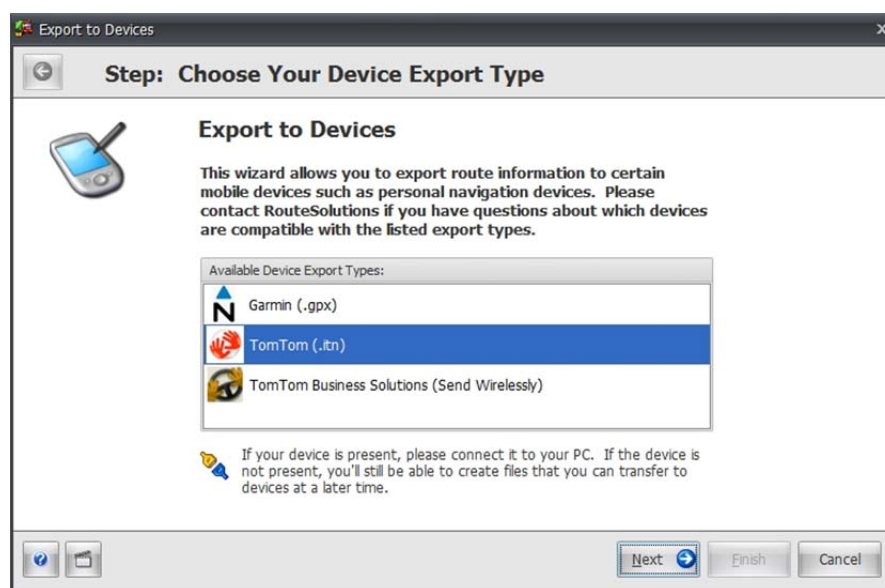 Export to Devices
Step: Choose Your Device Export Type
Export to Devices
This wizard allows you to export route information to certain
mobile devices such as personal navigation devices. Please
contact RouteSolutions if you have questions about which devices
are compatible with the listed export types.
Available Device Export Types:
N
Garmin (.gpx)
TomTom (.itn)
TomTom Business Solutions (Send Wirelessly)
If your device is present, please connect it to your PC. If the device is
not present, you'll still be able to create files that you can transfer to
devices at a later time.
Next
Finish
Cancel